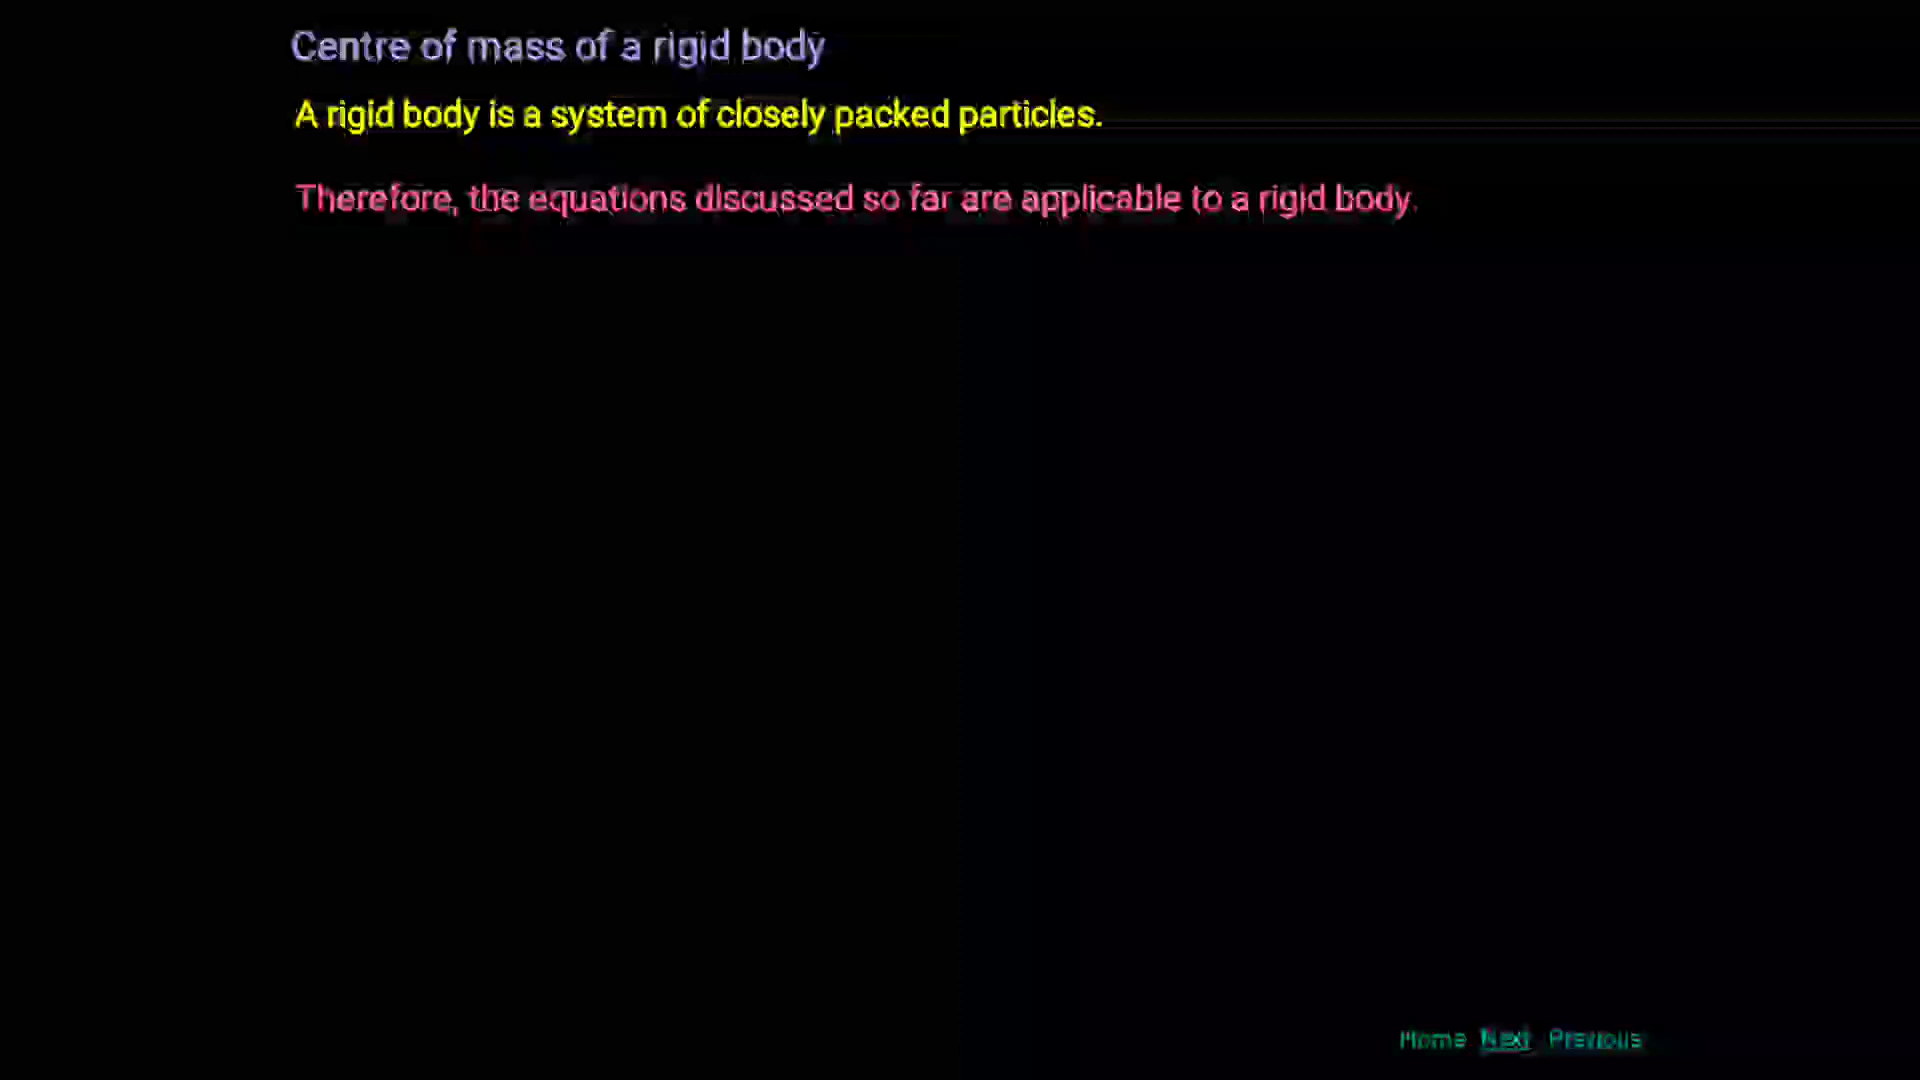 Centre of mass of a rigid body
A rigid body is a system of closely packed particles.
Therefore, the equations discussed so far are applicable to a rigid body.
Home Next Previous